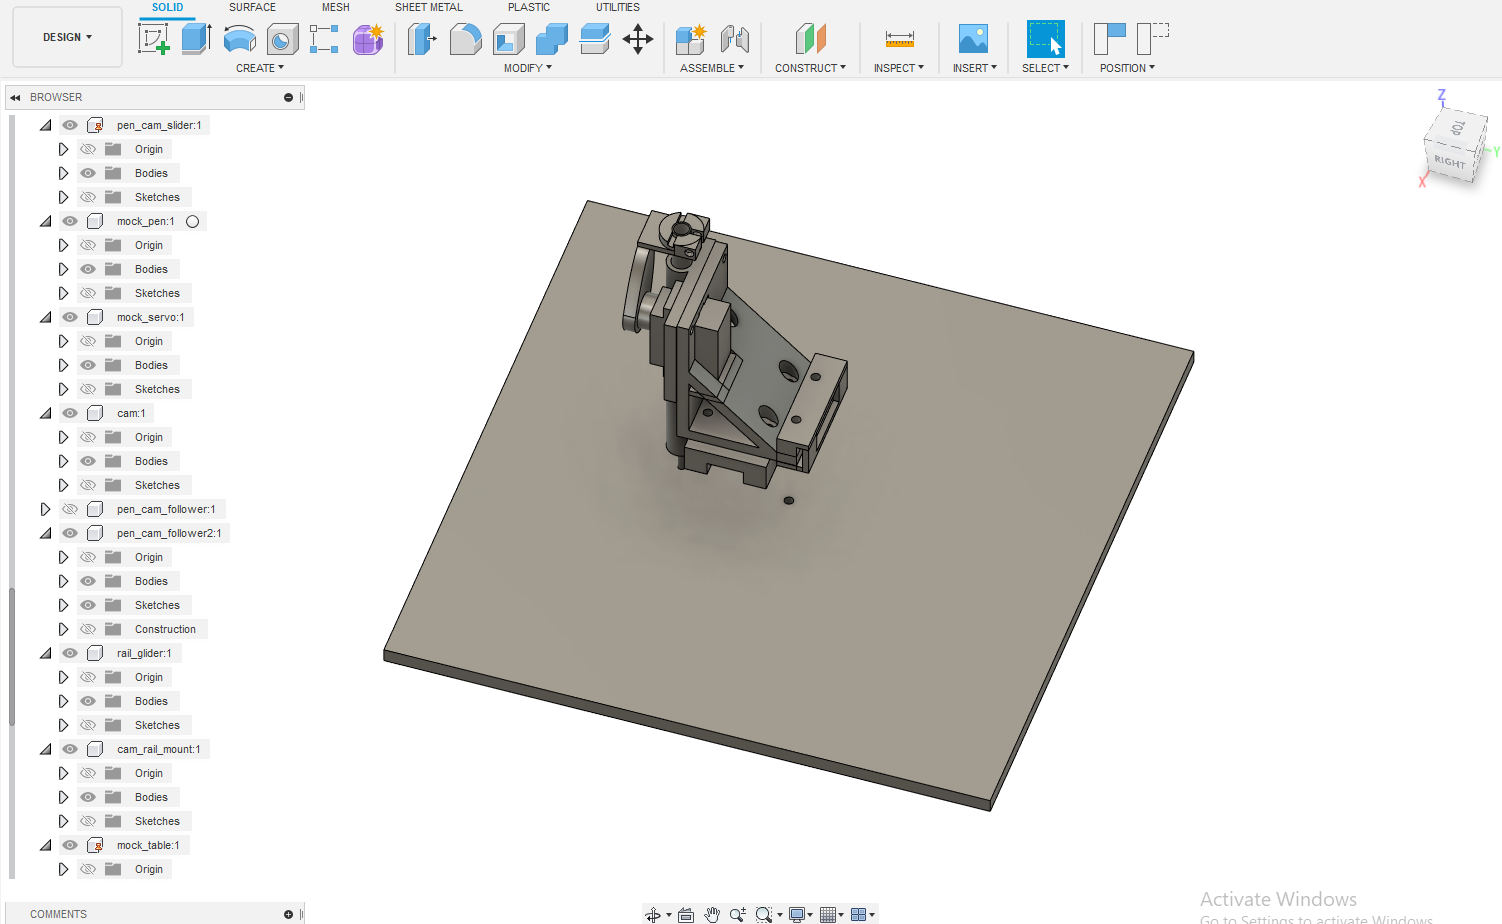 SOLID SURFACE MESH SHEET METAL PLASTIC UTILITIES
DESIGN
CREATE MODIFY ASSEMBLE CONSTRUCT INSPECT INSERT SELECT POSITION
BROWSER
pen_cam_slider:1
Origin
Bodies
Sketches
mock_pen:1
Origin
Bodies
Sketches
mock_servo:1
Origin
Bodies
Sketches
cam:1
Origin
Bodies
Sketches
pen_cam_follower:1
pen_cam_follower2:1
Origin
Bodies
Sketches
Construction
rail_glider:1
Origin
Bodies
Sketches
cam_rail_mount:1
Origin
Bodies
Sketches
mock_table:1
Origin
COMMENTS
Z
TOP
Y
RIGHT
X
Activate Windows
Go to Settings to activate Windows.